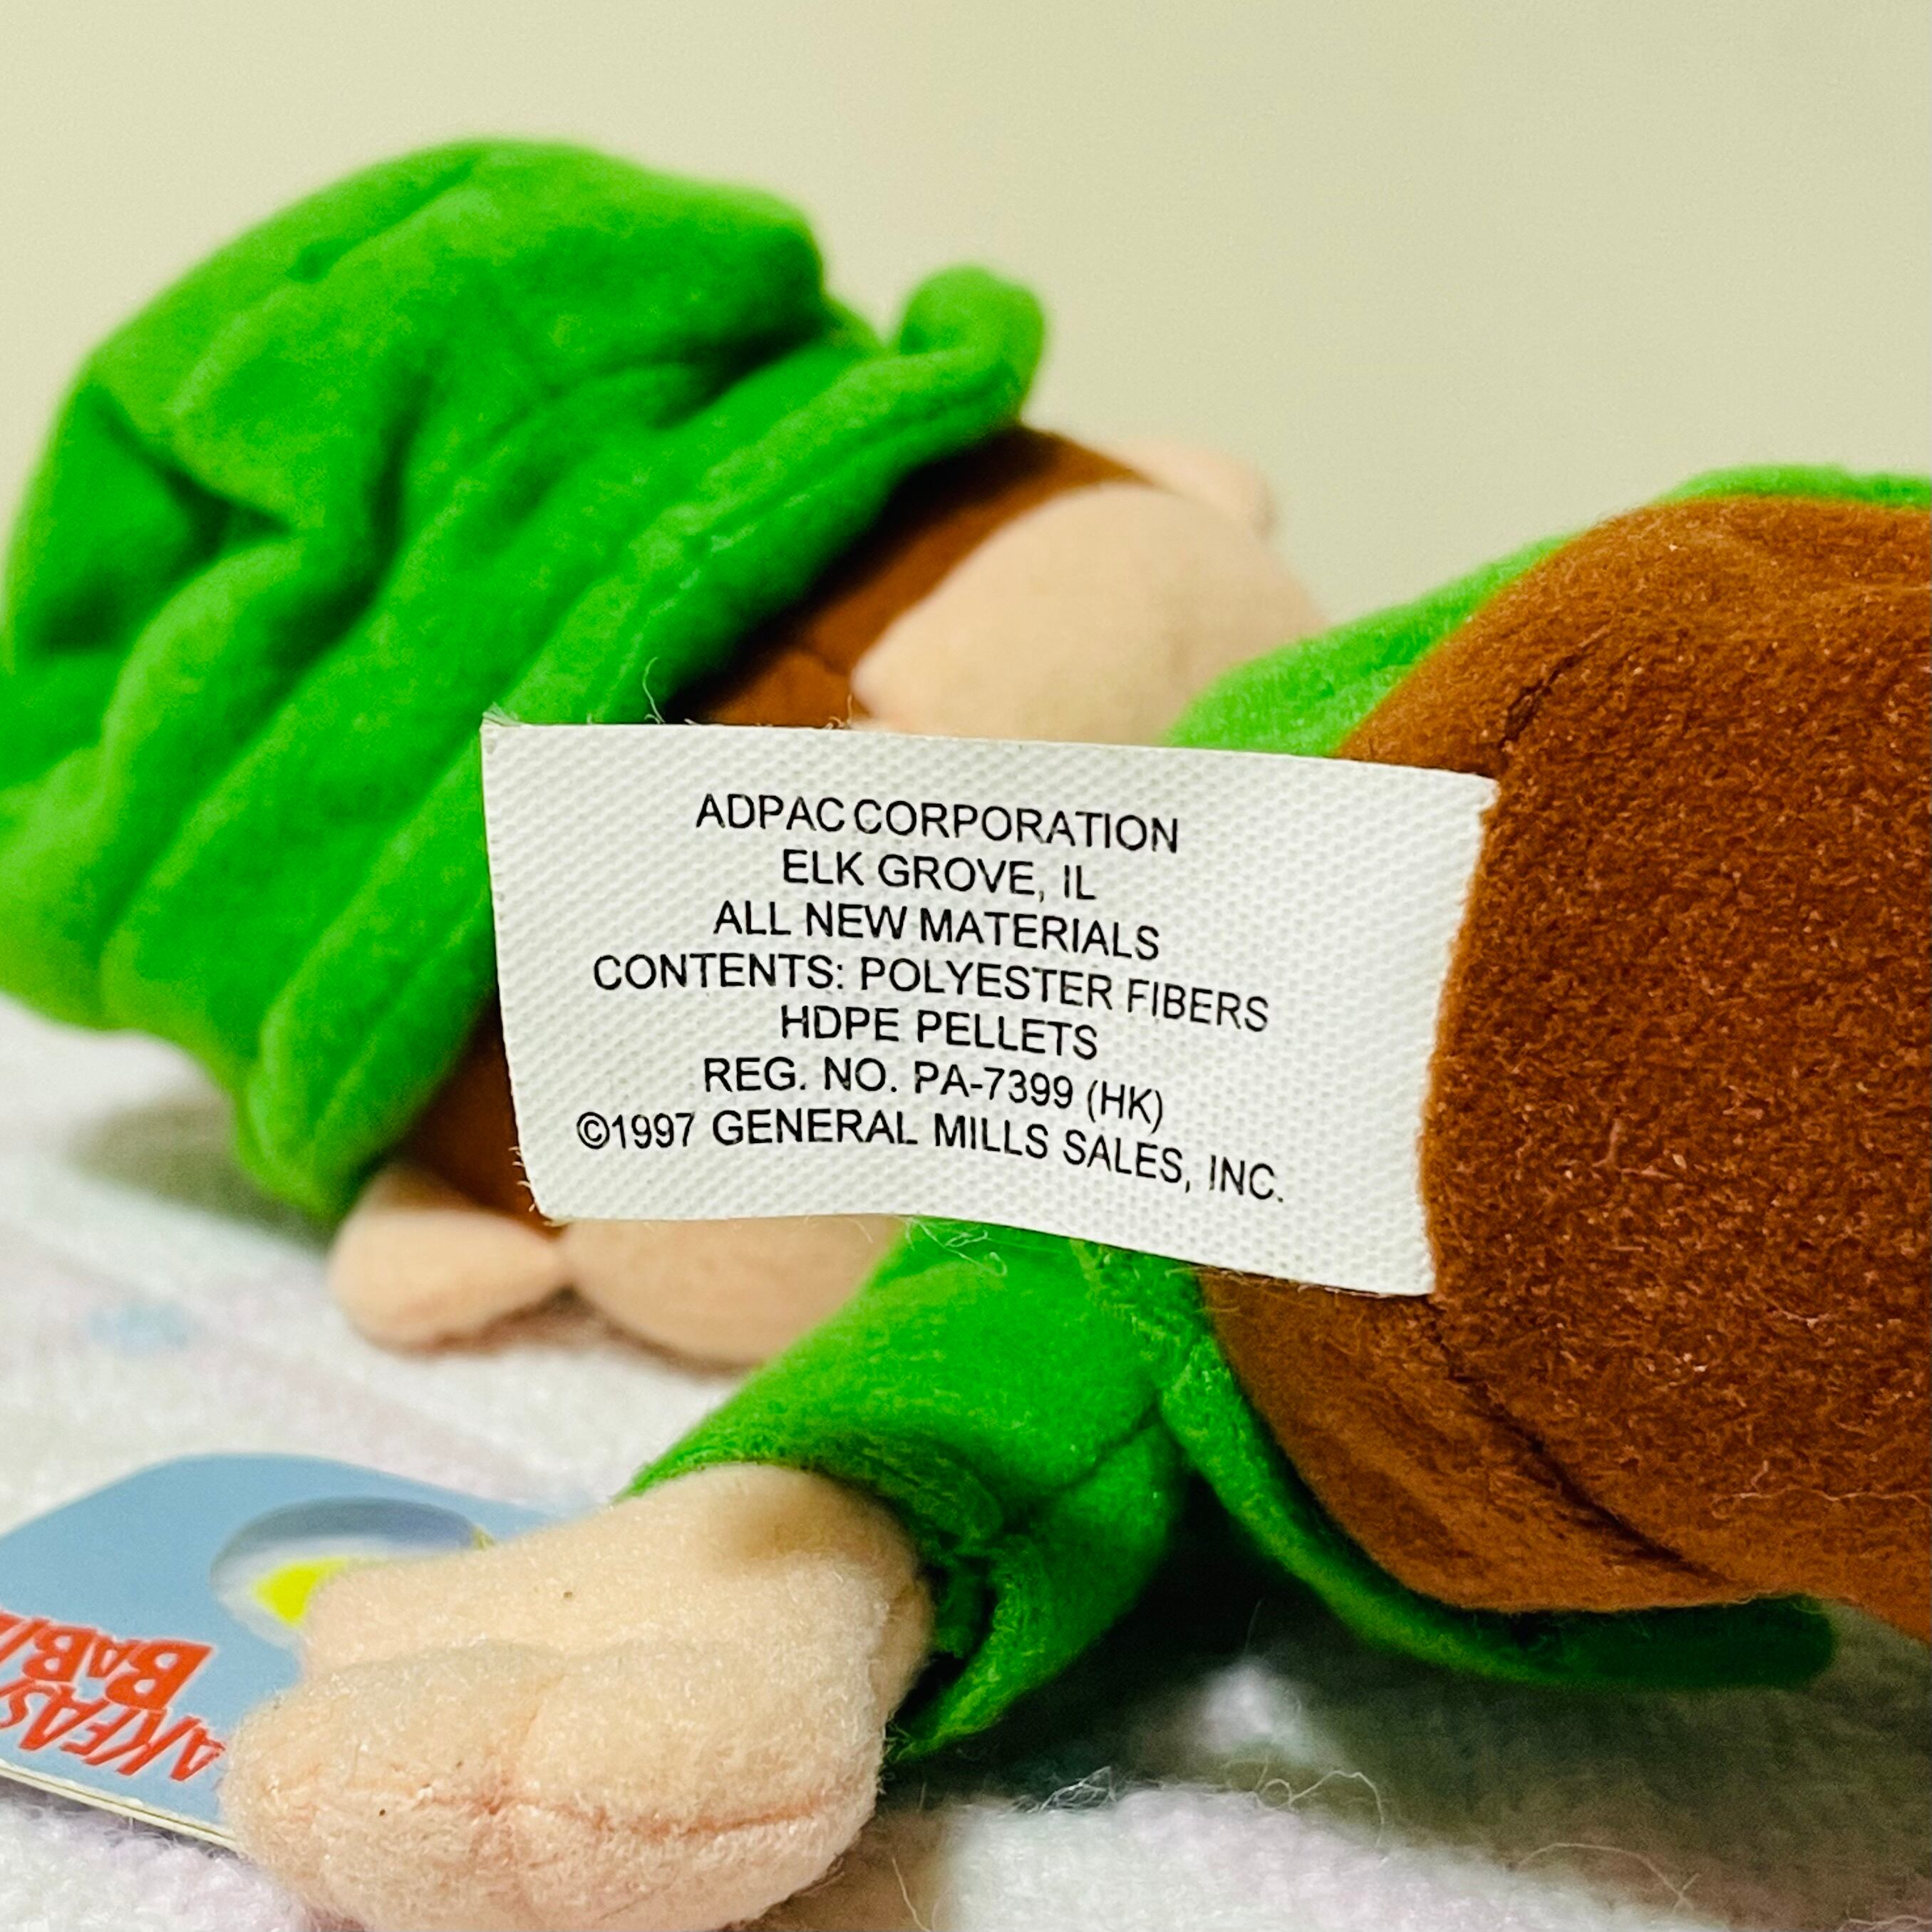 ADPAC CORPORATION
ELK GROVE, IL
ALL NEW MATERIALS
CONTENTS: POLYESTER FIBERS
HDPE PELLETS
REG. NO. PA-7399 (HK)
©1997 GENERAL MILLS SALES, INC.